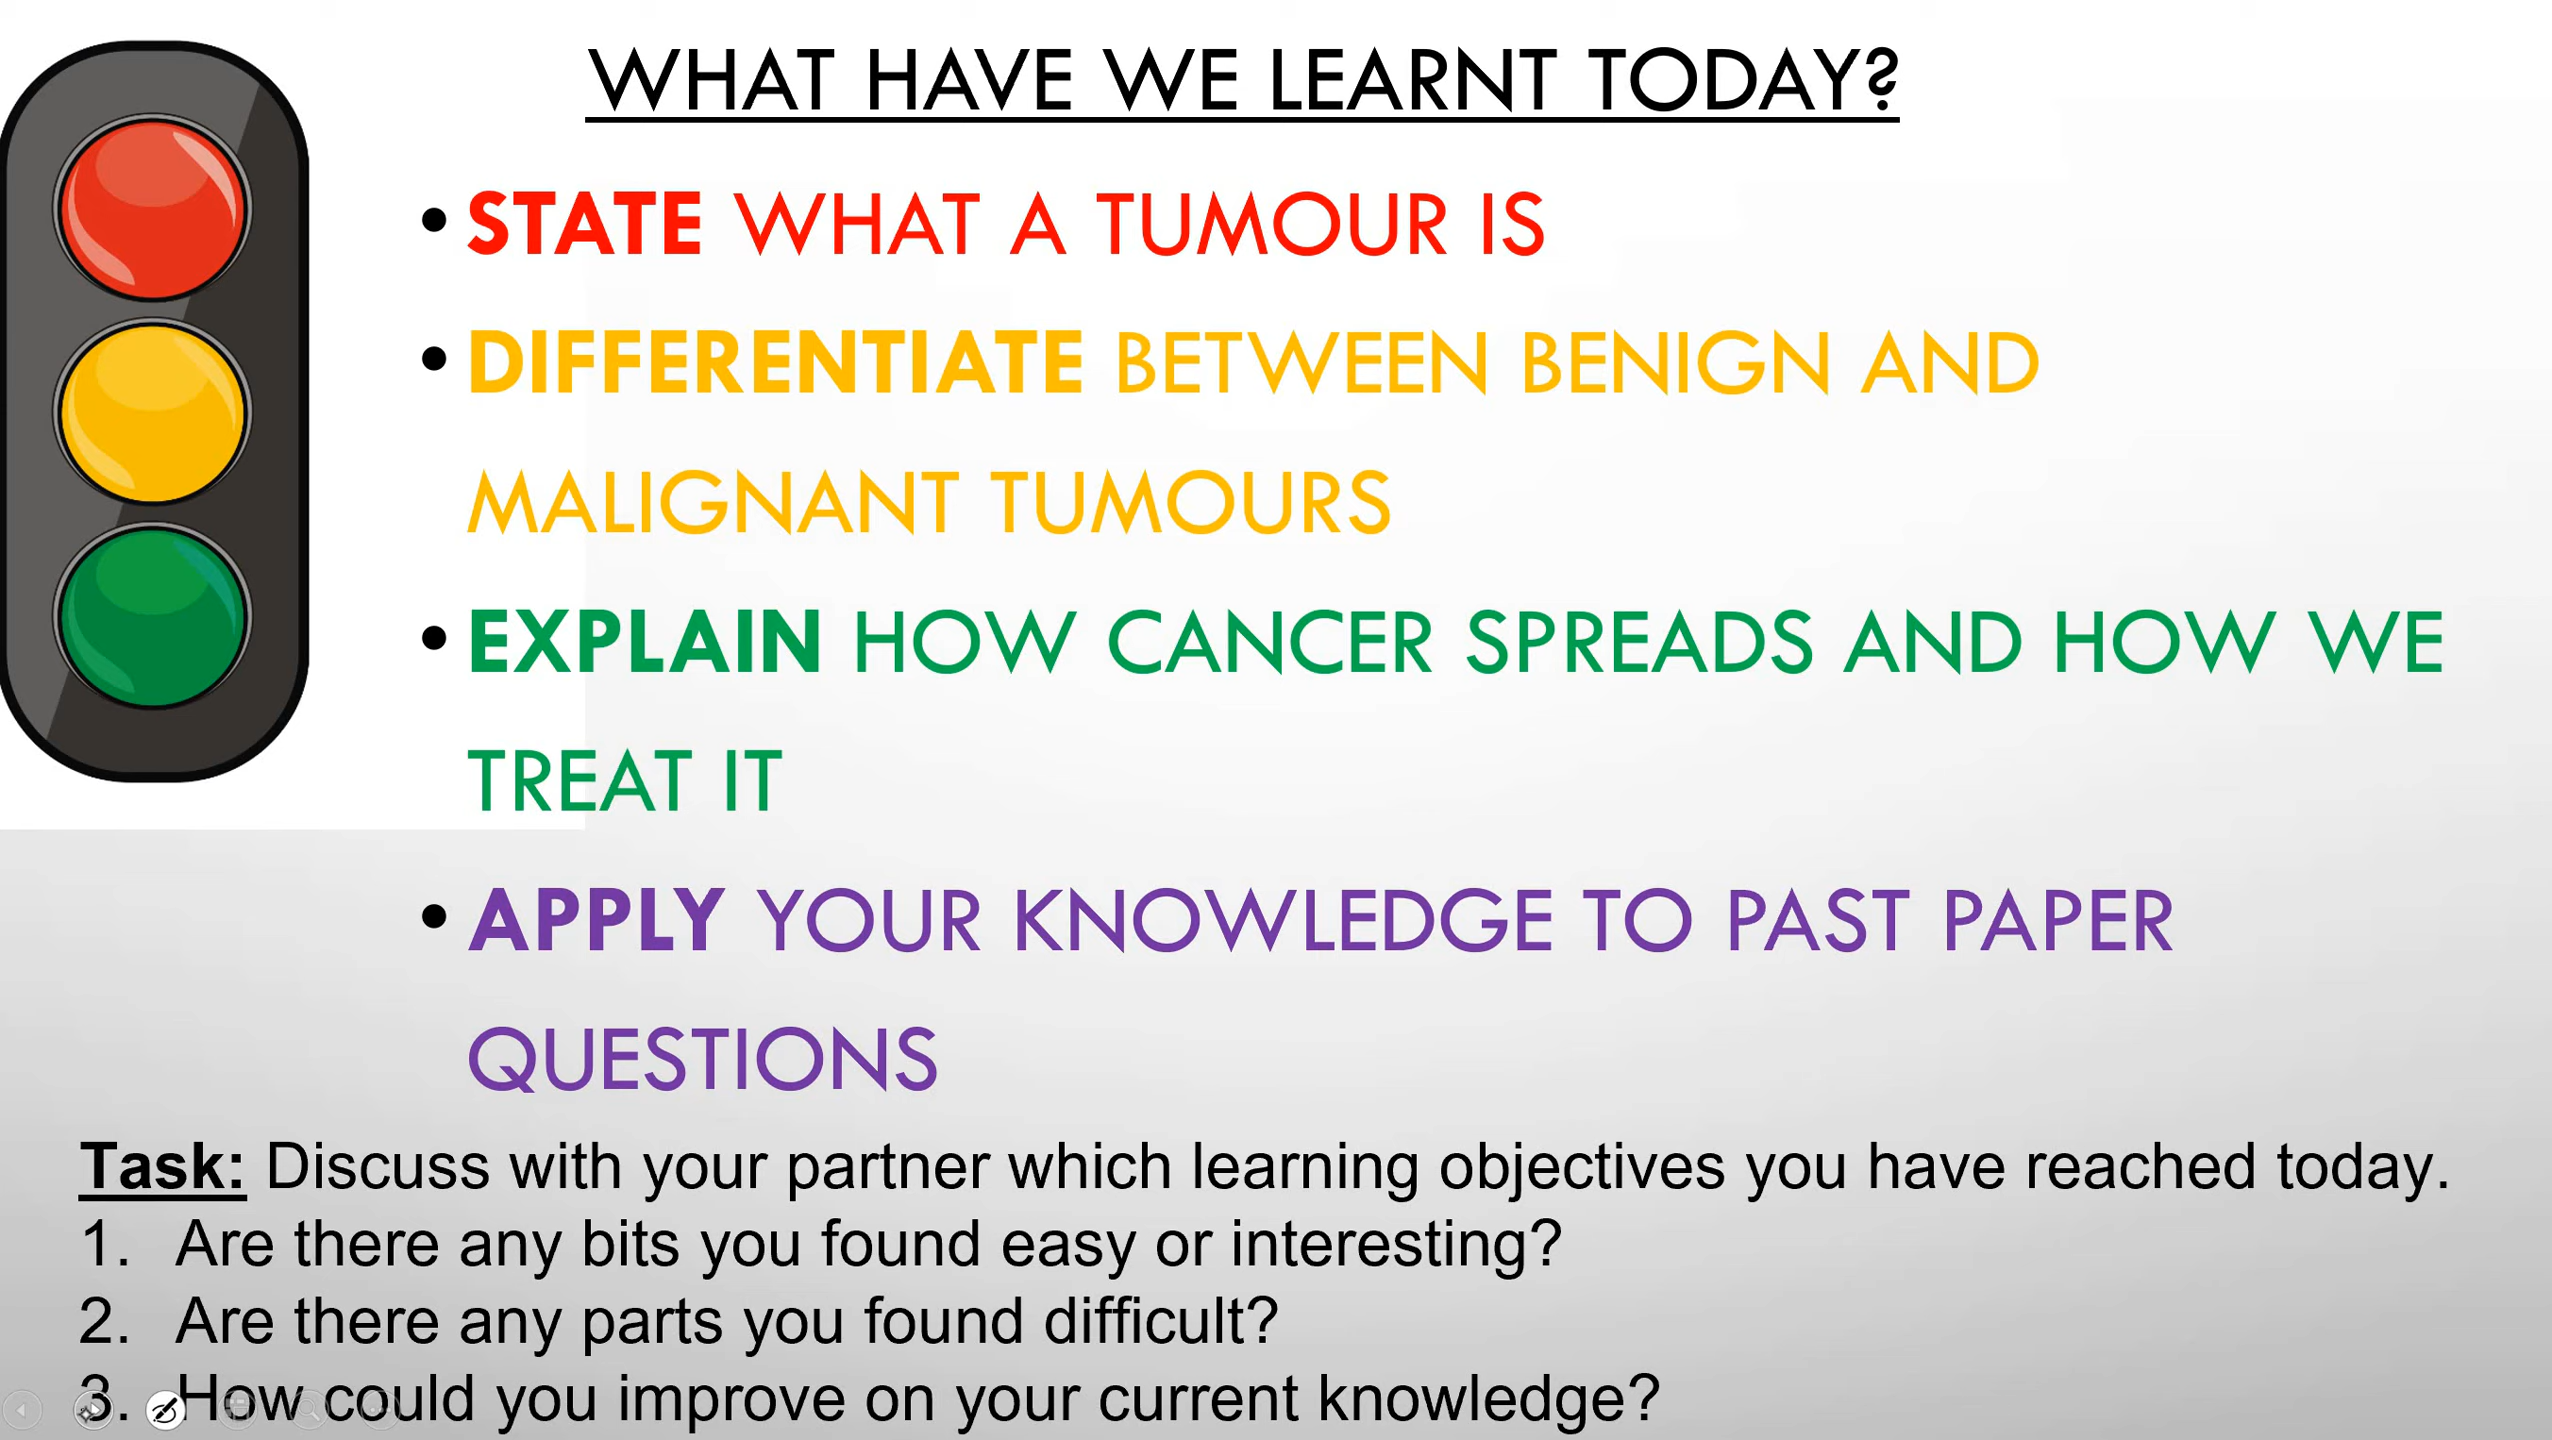 WHAT HAVE WE LEARNT TODAY?
• STATE WHAT A TUMOUR IS
• DIFFERENTIATE BETWEEN BENIGN AND
MALIGNANT TUMOURS
• EXPLAIN HOW CANCER SPREADS AND HOW WE
TREAT IT
• APPLY YOUR KNOWLEDGE TO PAST PAPER
QUESTIONS
Task: Discuss with your partner which learning objectives you have reached today.
1. Are there any bits you found easy or interesting?
2. Are there any parts you found difficult?
3. How could you improve on your current knowledge?